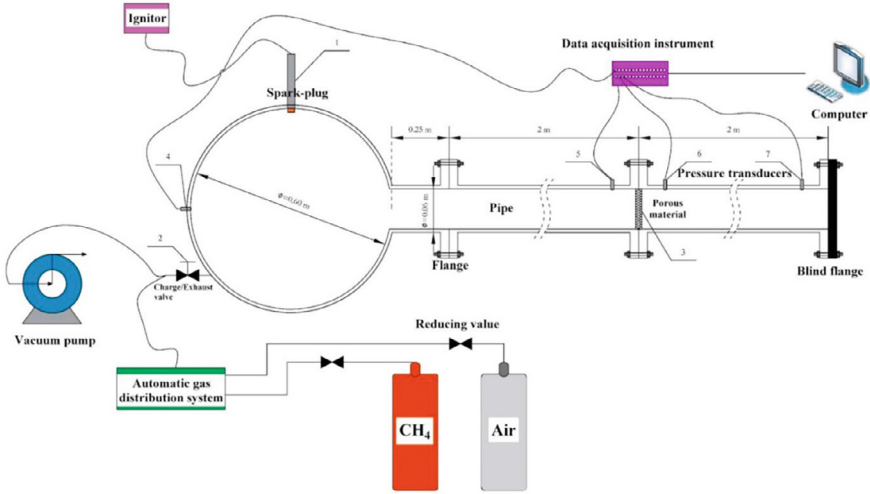 Ignitor
1
Data acquisition instrument
Spark-plug
Computer
0.25 m
2 m
2 m
4
5
6
7
Pressure transducers
Φ=0.60 m
Φ=0.06 m
Pipe
Porous
material
2
3
Charge/Exhaust
valve
Flange
Blind flange
Vacuum pump
Reducing value
Automatic gas
distribution system
CH₄
Air